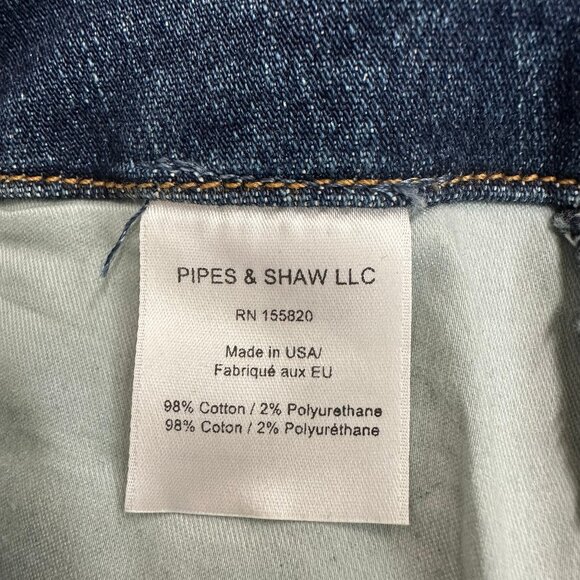 PIPES & SHAW LLC
RN 155820
Made in USA/
Fabriqué aux EU
98% Cotton / 2% Polyurethane
98% Coton / 2% Polyuréthane